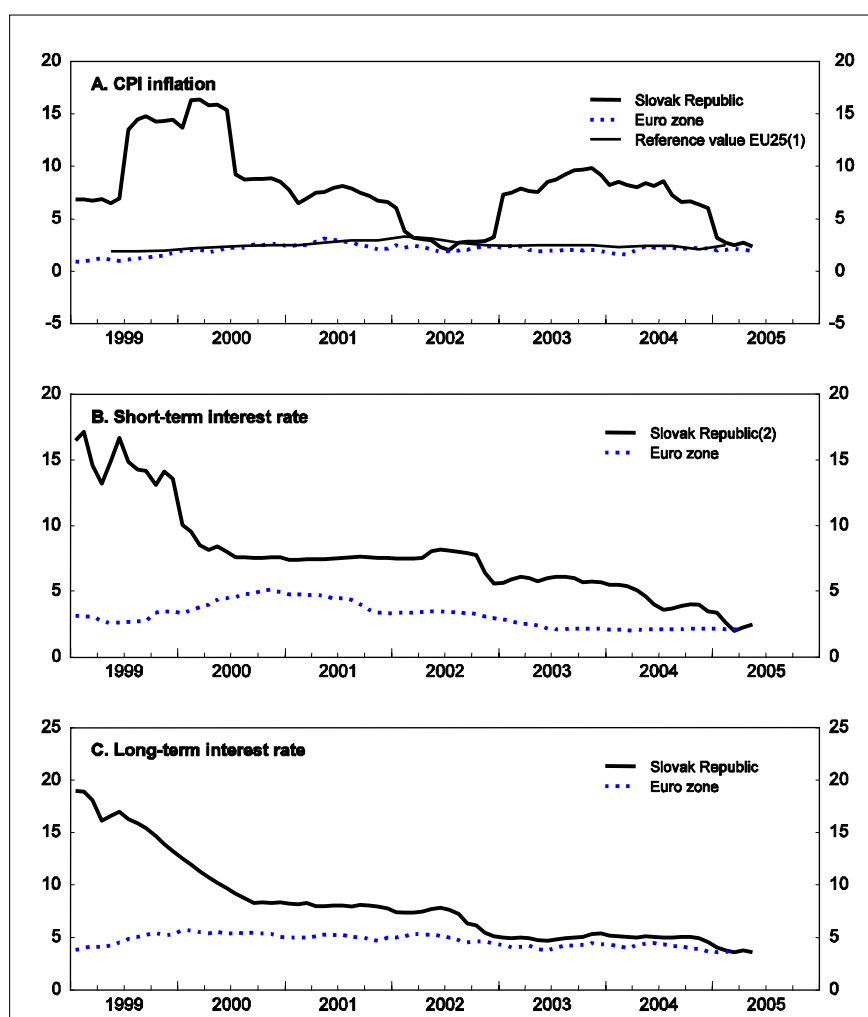 20 20
A. CPI inflation
Slovak Republic
Euro zone
Reference value EU25(1)
15 15
10 10
5 5
0 0
-5 -5
1999 2000 2001 2002 2003 2004 2005
20 20
B. Short-term interest rate
Slovak Republic(2)
Euro zone
15 15
10 10
5 5
0 0
1999 2000 2001 2002 2003 2004 2005
25 25
C. Long-term interest rate
Slovak Republic
Euro zone
20 20
15 15
10 10
5 5
0 0
1999 2000 2001 2002 2003 2004 2005